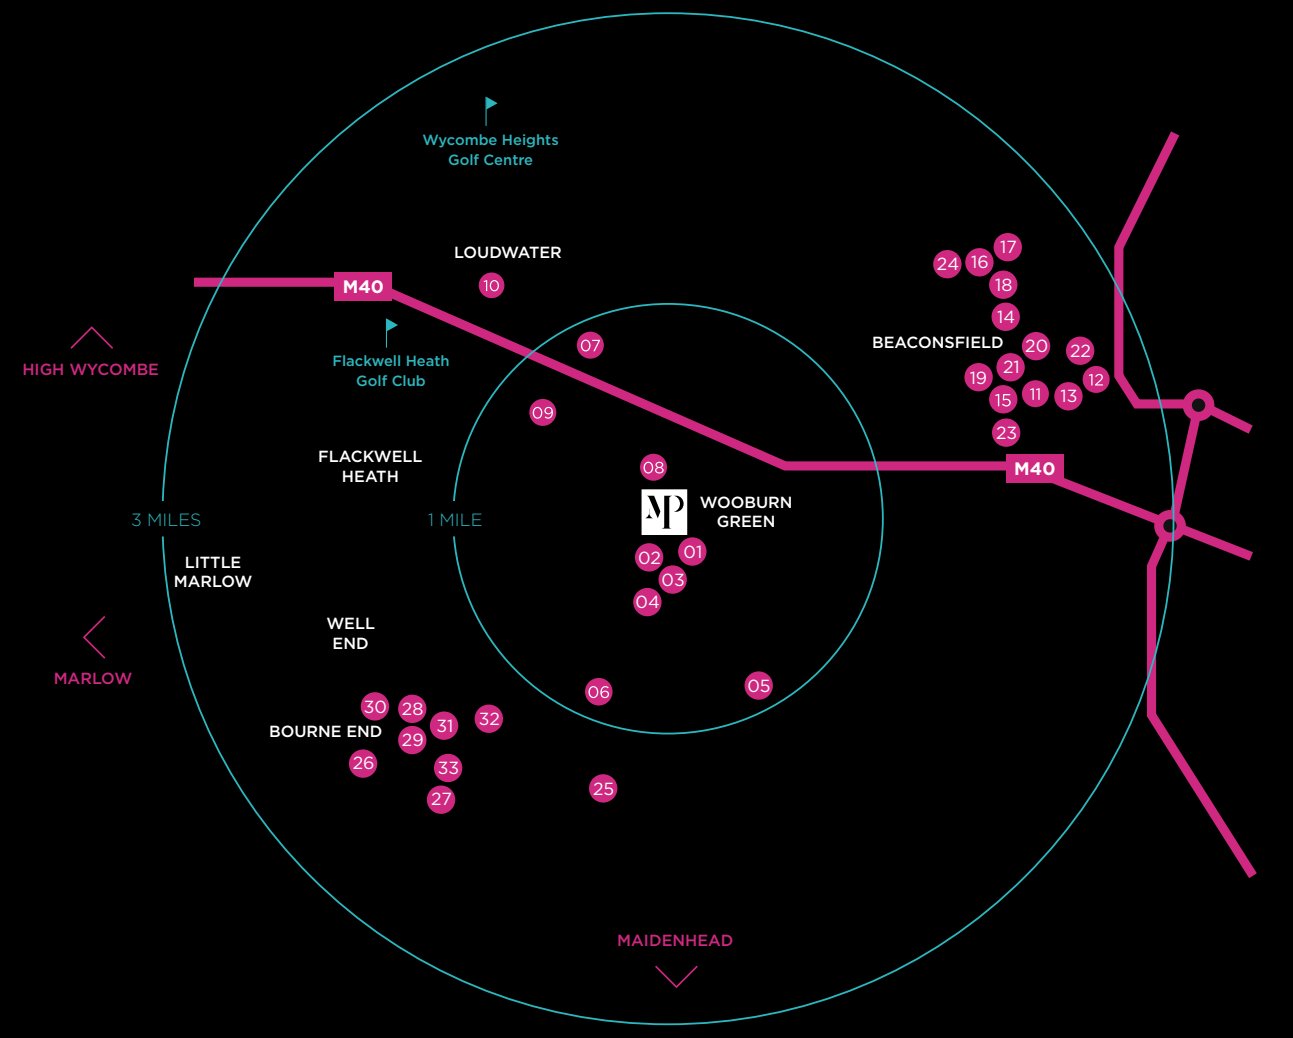 Wycombe Heights
Golf Centre
LOUDWATER
17
24
16
10
M40
18
14
BEACONSFIELD
07
20
22
Flackwell Heath
Golf Club
HIGH WYCOMBE
21
19
12
15
11
13
09
23
FLACKWELL
HEATH
08
M40
MP
WOOBURN
GREEN
3 MILES
1 MILE
01
02
LITTLE
MARLOW
03
04
WELL
END
MARLOW
05
06
30
28
31
32
BOURNE END
29
26
33
27
25
MAIDENHEAD